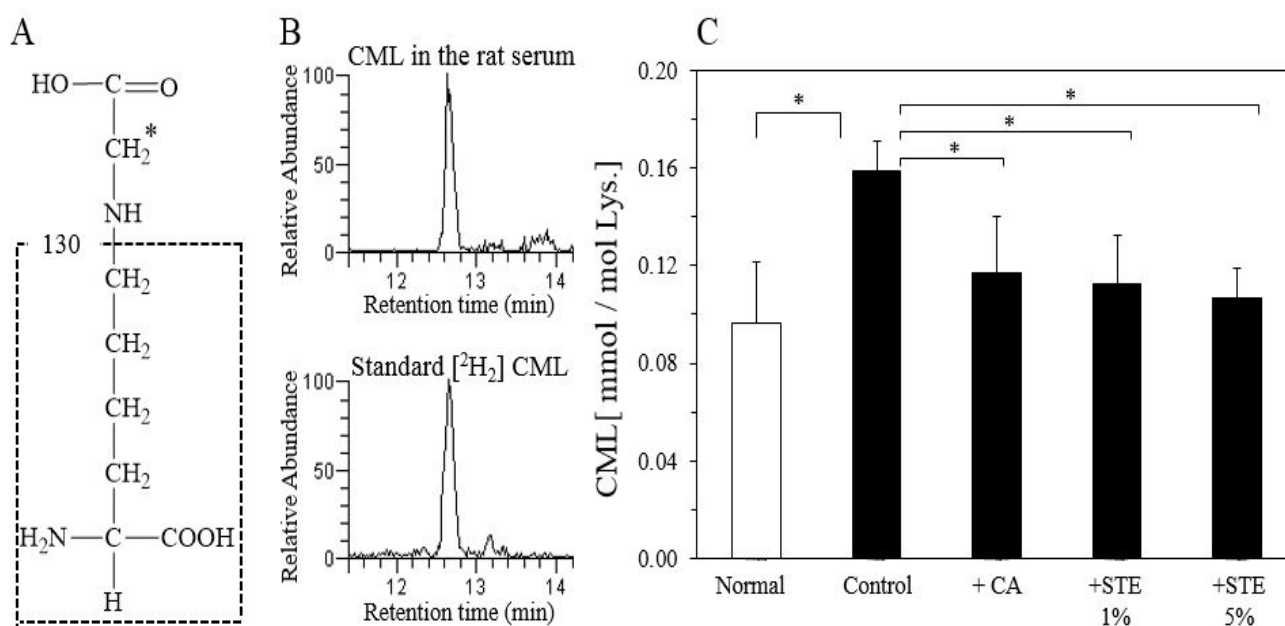 A
HO—C=O
CH₂*
NH
130
CH₂
CH₂
CH₂
CH₂
H₂N—C—COOH
H
B
CML in the rat serum
Relative Abundance
100
50
0
12 13 14
Retention time (min)
Standard [²H₂] CML
Relative Abundance
100
50
0
12 13 14
Retention time (min)
C
CML[ mmol / mol Lys.]
0.20
0.16
0.12
0.08
0.04
0.00
*
*
*
*
Normal Control + CA +STE +STE
1% 5%